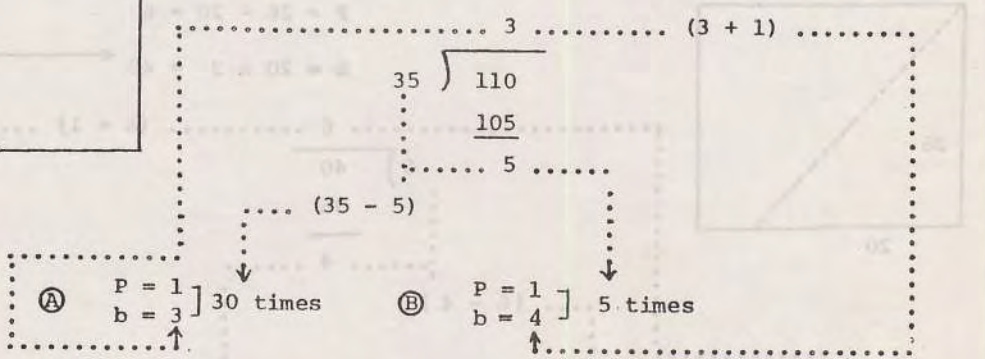 3 (3 + 1)
35 ) 110
105
5
(35 - 5)
Ⓐ P = 1 ] 30 times Ⓑ P = 1 ] 5 times
b = 3 b = 4